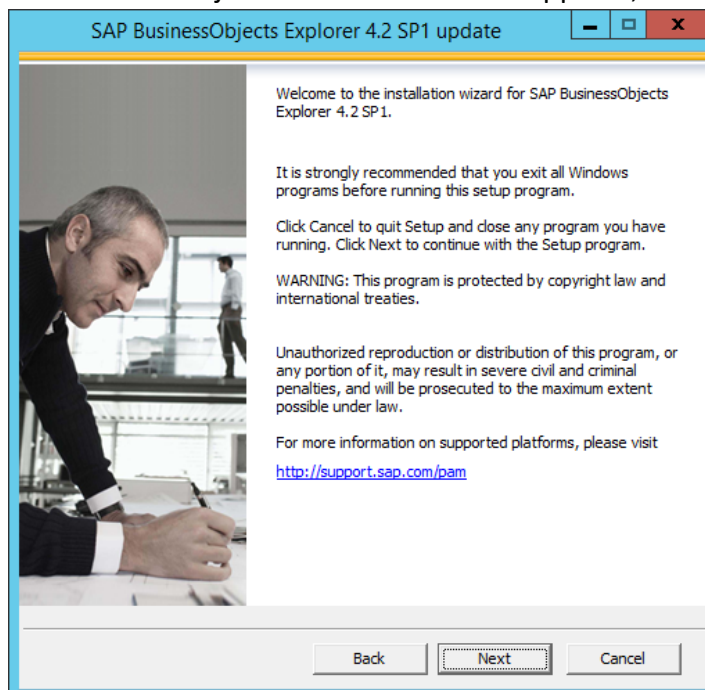 SAP BusinessObjects Explorer 4.2 SP1 update
Welcome to the installation wizard for SAP BusinessObjects
Explorer 4.2 SP1.
It is strongly recommended that you exit all Windows
programs before running this setup program.
Click Cancel to quit Setup and close any program you have
running. Click Next to continue with the Setup program.
WARNING: This program is protected by copyright law and
international treaties.
Unauthorized reproduction or distribution of this program, or
any portion of it, may result in severe civil and criminal
penalties, and will be prosecuted to the maximum extent
possible under law.
For more information on supported platforms, please visit
http://support.sap.com/pam
Back Next Cancel